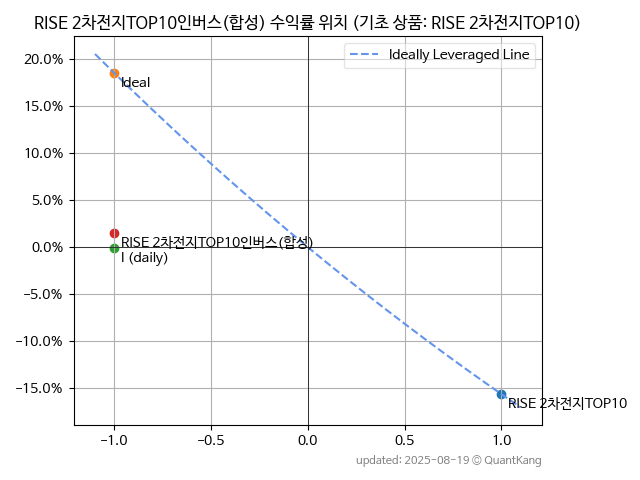 RISE 2차전지TOP10인버스(합성) 수익률 위치 (기초 상품: RISE 2차전지TOP10)
Ideally Leveraged Line
20.0%
Ideal
15.0%
10.0%
5.0%
RISE 2차전지TOP10인버스(합성)
0.0%
I (daily)
-5.0%
-10.0%
-15.0%
RISE 2차전지TOP10
-1.0 -0.5 0.0 0.5 1.0
updated: 2025-08-19 © QuantKang